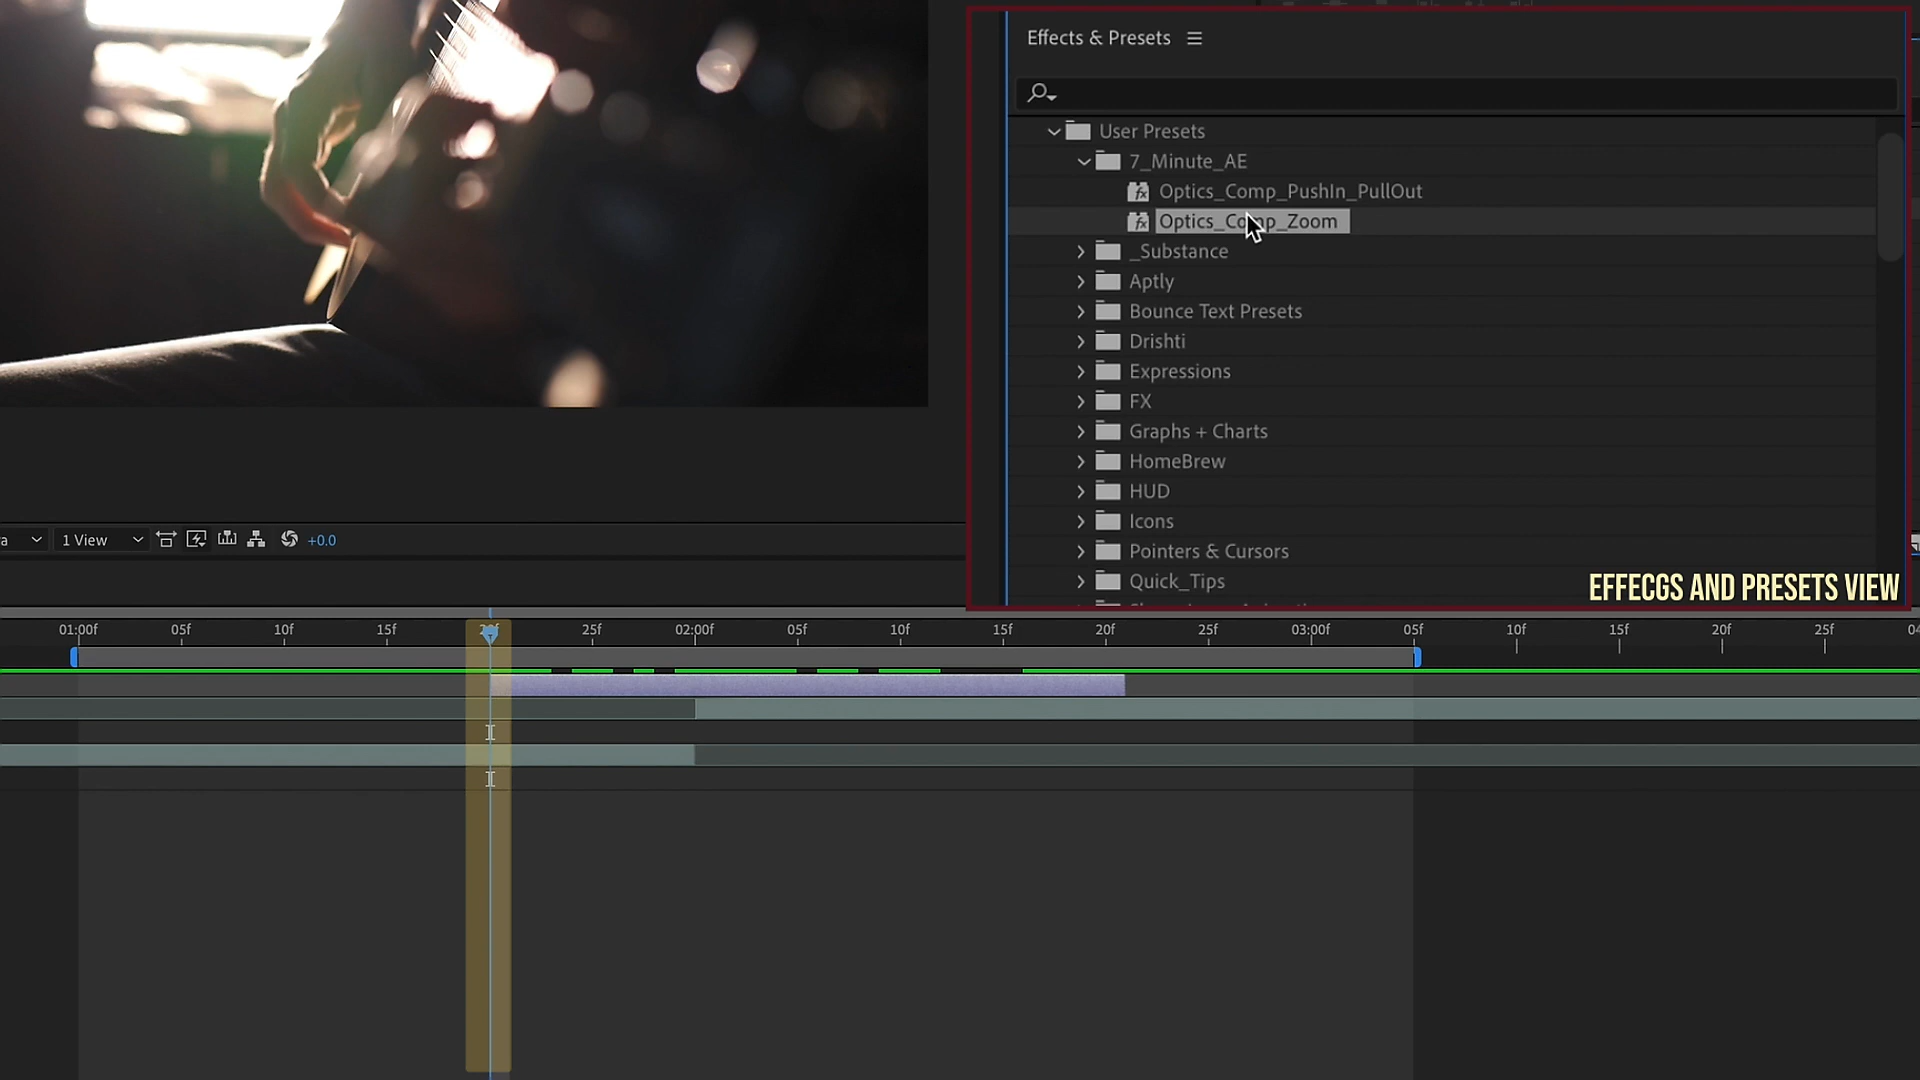 Effects & Presets
User Presets
7_Minute_AE
Optics_Comp_PushIn_PullOut
Optics_Comp_Zoom
_Substance
Aptly
Bounce Text Presets
Drishti
Expressions
FX
Graphs + Charts
HomeBrew
HUD
Icons
Pointers & Cursors
Quick_Tips
EFFECGS AND PRESETS VIEW
a 1 View +0.0
01:00f 05f 10f 15f 20f 25f 02:00f 05f 10f 15f 20f 25f 03:00f 05f 10f 15f 20f 25f 04